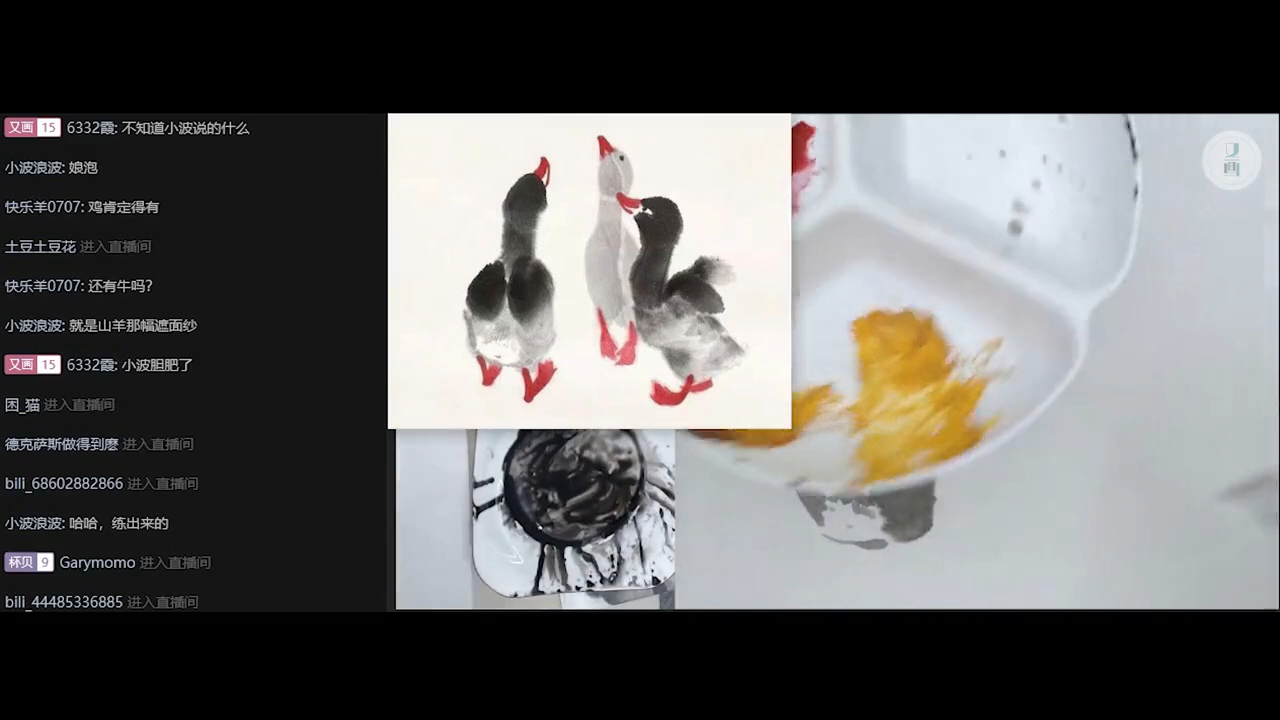 又画 15 6332霞: 不知道小波说的什么
小波浪波: 娘泡
快乐羊0707: 鸡肯定得有
土豆土豆花 进入直播间
快乐羊0707: 还有牛吗?
小波浪波: 就是山羊那幅遮面纱
又画 15 6332霞: 小波胆肥了
困_猫 进入直播间
德克萨斯做得到麽 进入直播间
bili_68602882866 进入直播间
小波浪波: 哈哈，练出来的
杯贝 9 Garymomo 进入直播间
bili_44485336885 进入直播间
又画